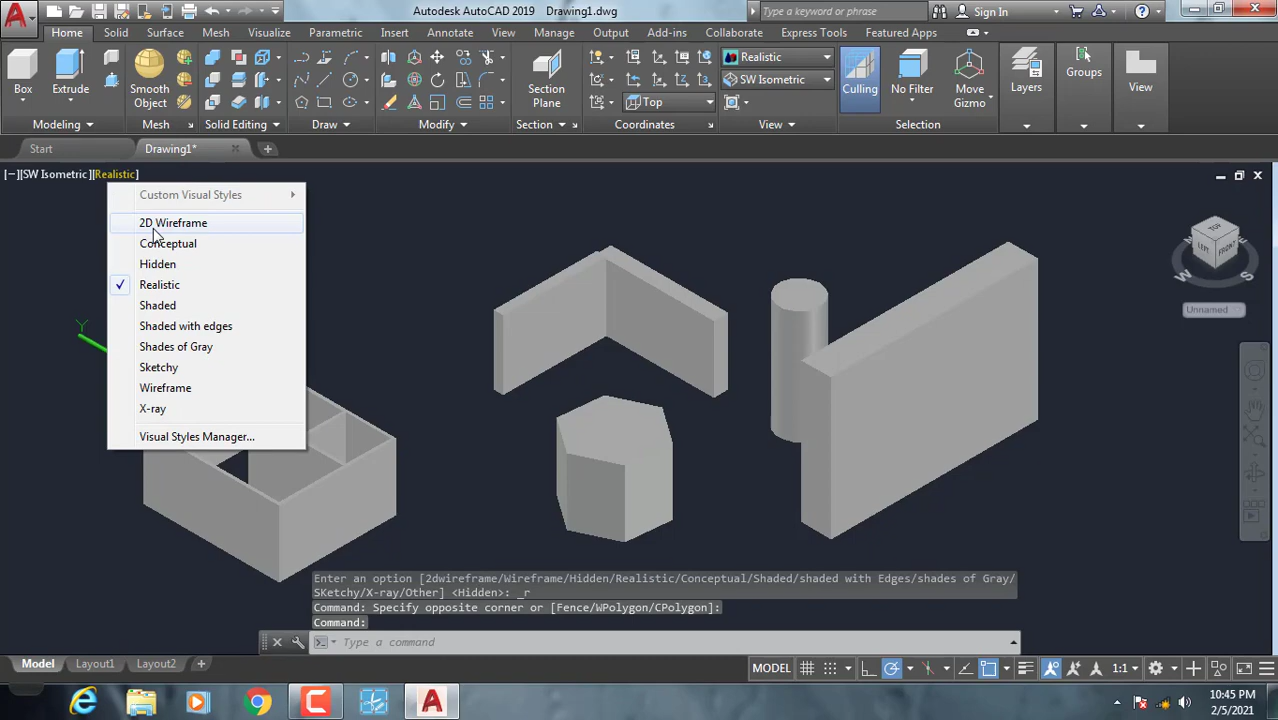 Autodesk AutoCAD 2019 Drawing1.dwg
Type a keyword or phrase
Sign In
Home Solid Surface Mesh Visualize Parametric Insert Annotate View Manage Output Add-ins Collaborate Express Tools Featured Apps
Box
Extrude
Smooth
Object
Section
Plane
Realistic
SW Isometric
Top
Culling
No Filter
Move
Gizmo
Layers
Groups
View
Modeling Mesh Solid Editing Draw Modify Section Coordinates View Selection
Start Drawing1*
[−][SW Isometric][Realistic]
Custom Visual Styles
2D Wireframe
Conceptual
Hidden
Realistic
Shaded
Shaded with edges
Shades of Gray
Sketchy
Wireframe
X-ray
Visual Styles Manager...
Y
TOP
LEFT
W
S
Unnamed
Enter an option [2dwireframe/Wireframe/Hidden/Realistic/Conceptual/Shaded/shaded with Edges/shades of Gray/
SKetchy/X-ray/Other] <Hidden>: _r
Command: Specify opposite corner or [Fence/WPolygon/CPolygon]:
Command:
Type a command
Model Layout1 Layout2
MODEL
1:1
10:45 PM
2/5/2021